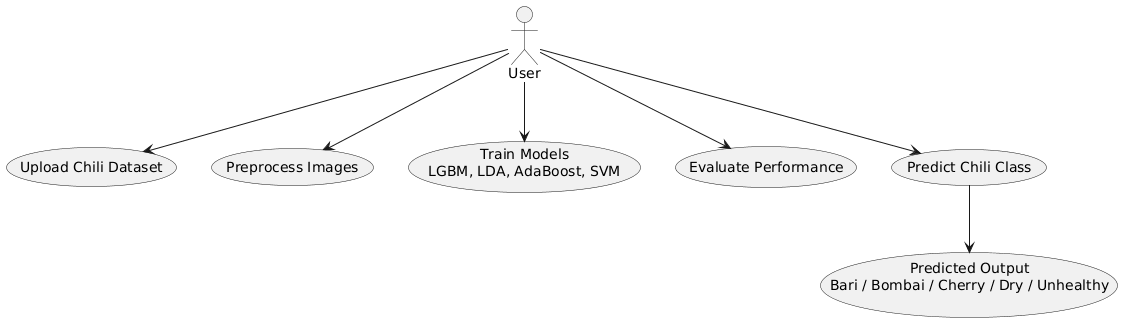 User
Upload Chili Dataset
Preprocess Images
Train Models
LGBM, LDA, AdaBoost, SVM
Evaluate Performance
Predict Chili Class
Predicted Output
Bari / Bombai / Cherry / Dry / Unhealthy